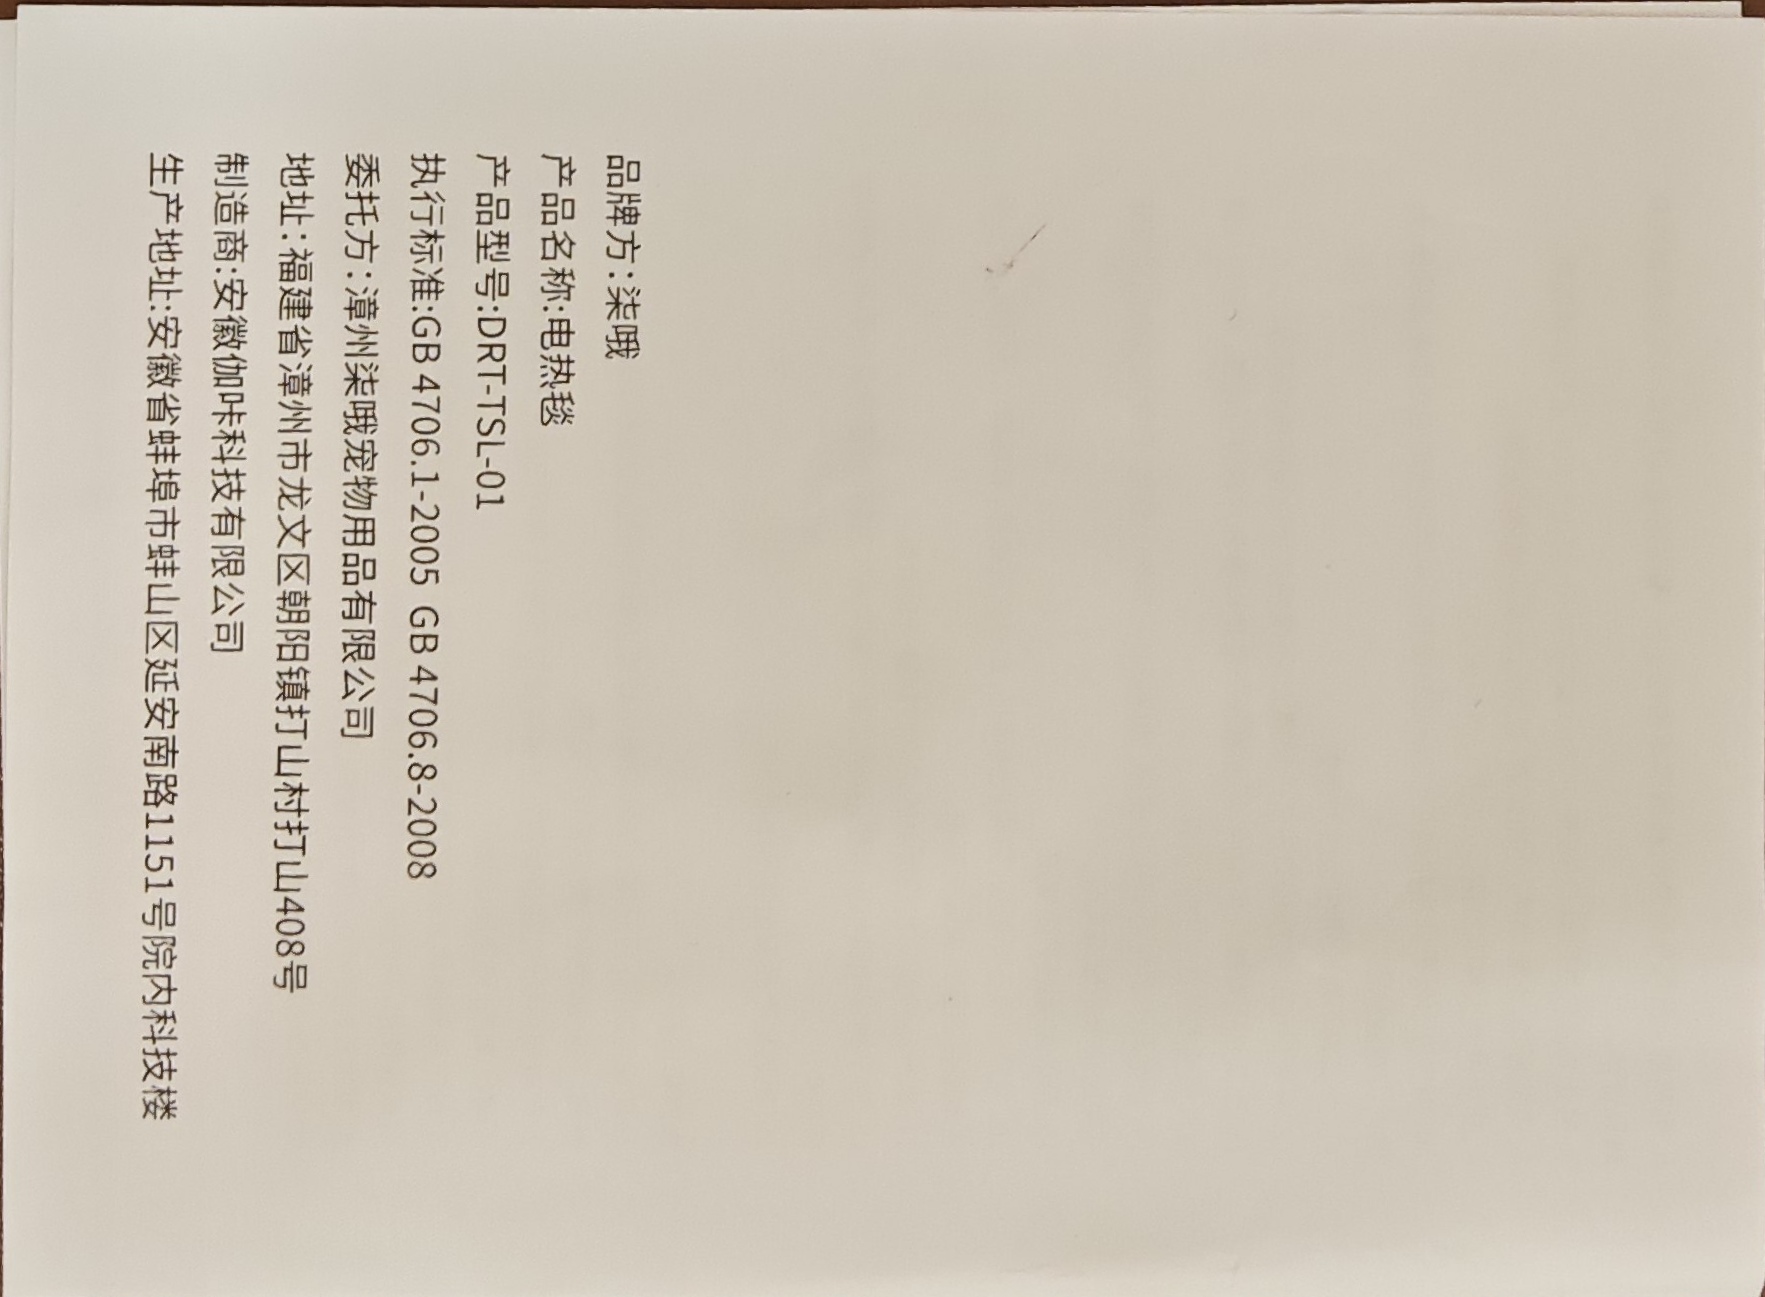 品牌方：柒哦
产品名称:电热毯
产品型号:DRT-TSL-01
执行标准:GB 4706.1-2005 GB 4706.8-2008
委托方：漳州柒哦宠物用品有限公司
地址：福建省漳州市龙文区朝阳镇打山村打山408号
制造商:安徽伽咔科技有限公司
生产地址:安徽省蚌埠市蚌山区延安南路1151号院内科技楼